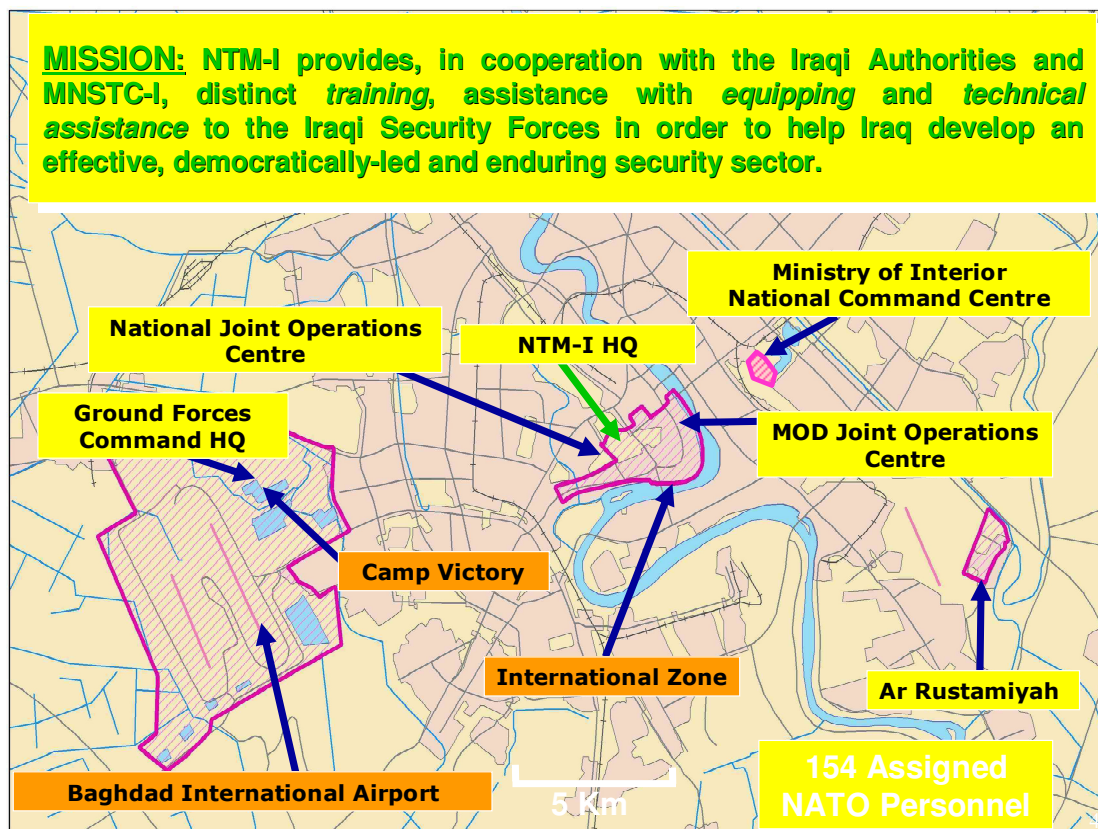 MISSION: NTM-I provides, in cooperation with the Iraqi Authorities and
MNSTC-I, distinct training, assistance with equipping and technical
assistance to the Iraqi Security Forces in order to help Iraq develop an
effective, democratically-led and enduring security sector.
Ministry of Interior
National Command Centre
National Joint Operations
Centre
NTM-I HQ
Ground Forces
Command HQ
MOD Joint Operations
Centre
Camp Victory
International Zone
Ar Rustamiyah
Baghdad International Airport
5 Km
154 Assigned
NATO Personnel